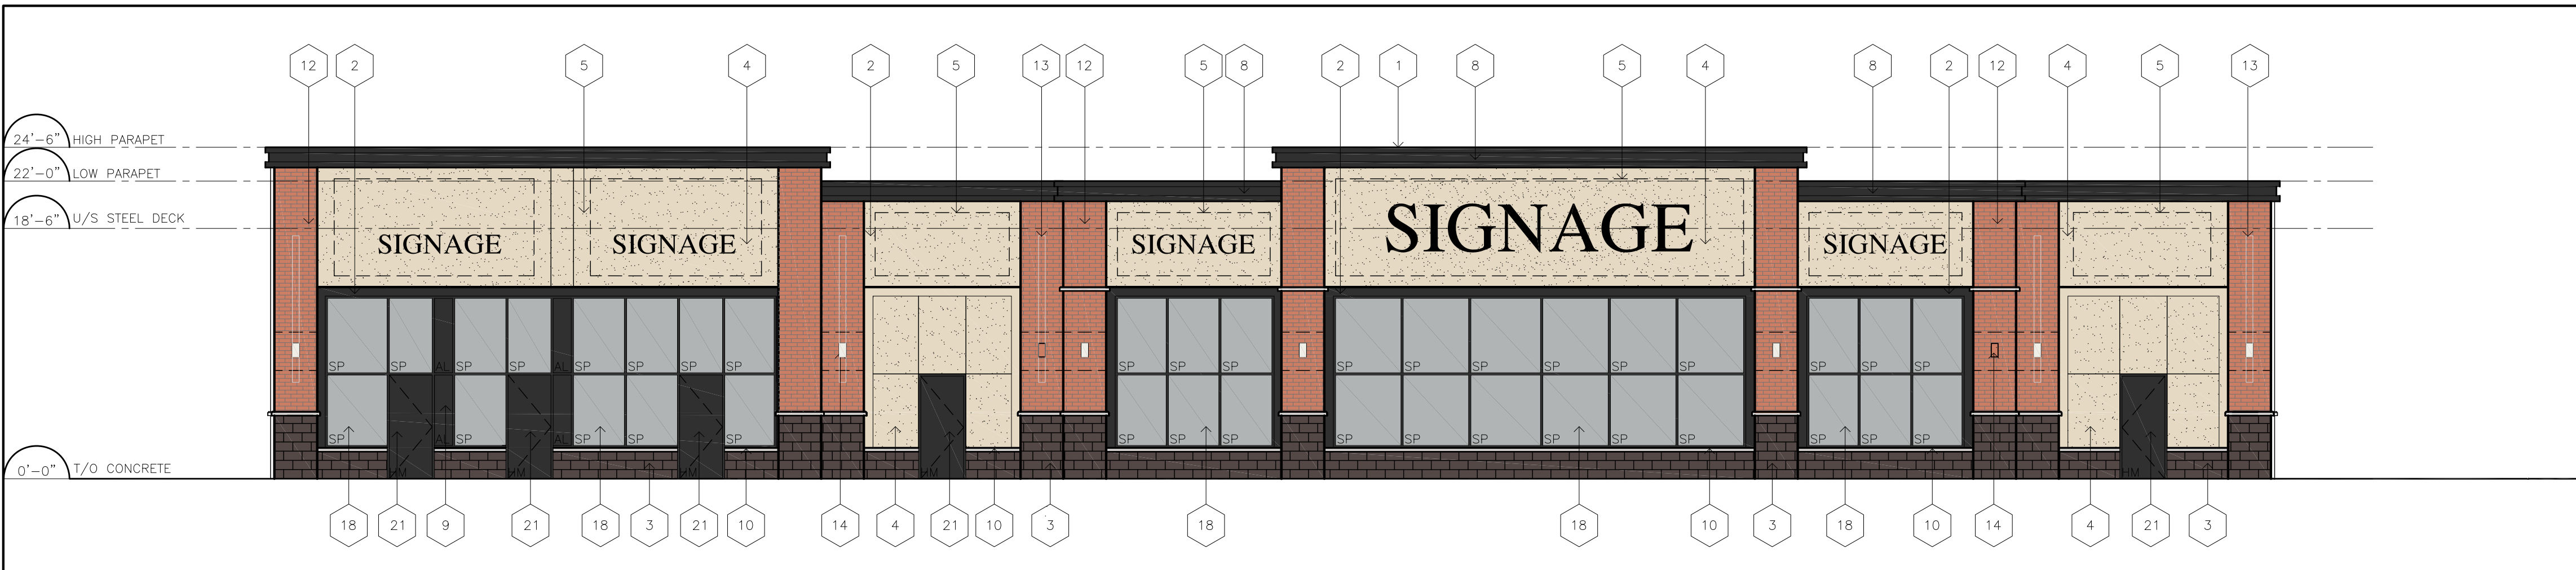 12 2 5 4 2 5 13 12 5 8 2 1 8 5 4 8 2 12 4 5 13
24'-6" HIGH PARAPET
22'-0" LOW PARAPET
18'-6" U/S STEEL DECK
SIGNAGE SIGNAGE SIGNAGE SIGNAGE SIGNAGE
SP SP AL SP SP AL SP SP SP SP SP SP SP SP SP SP SP SP SP SP SP SP
SP AL SP AL SP SP SP SP SP SP SP SP SP SP SP SP SP SP SP
0'-0" T/O CONCRETE
HM HM HM HM HM
18 21 9 21 18 3 21 10 14 4 21 10 3 18 18 10 3 18 10 14 4 21 3